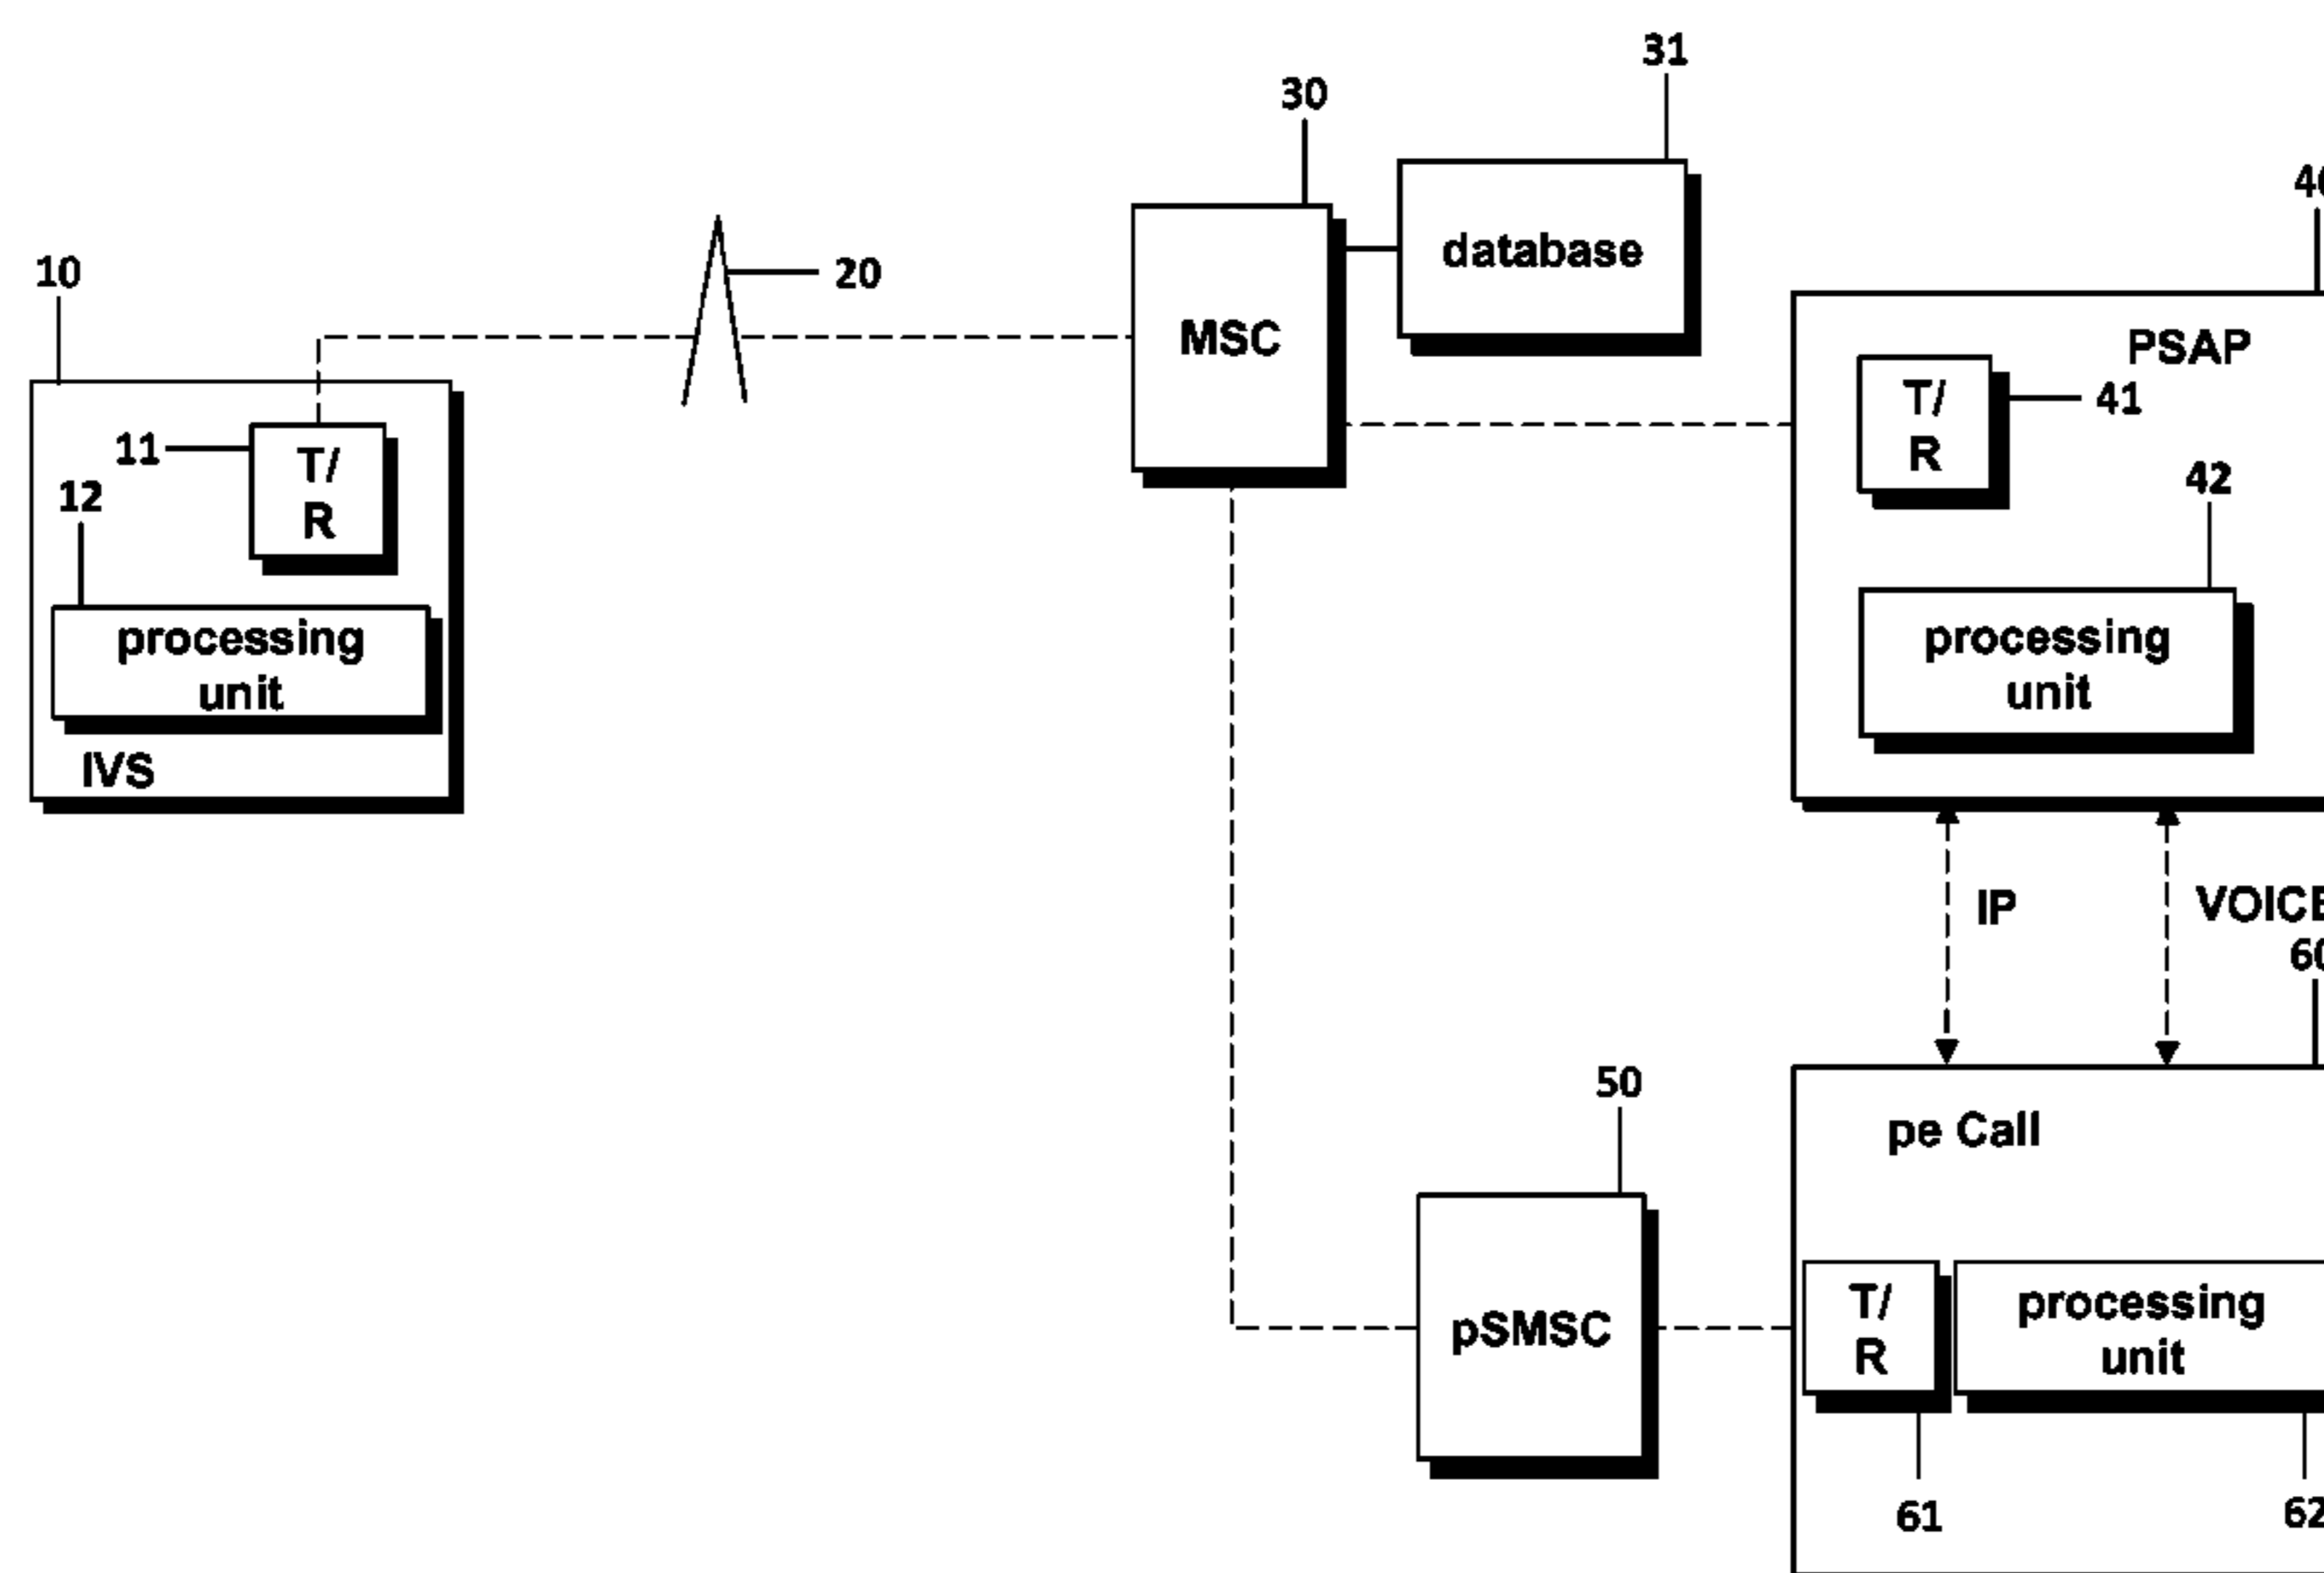 31
30
database
MSC
20
10
11
T/
R
12
processing
unit
IVS
PSAP
T/
R
41
42
processing
unit
IP
50
pSMSC
pe Call
T/
R
processing
unit
61